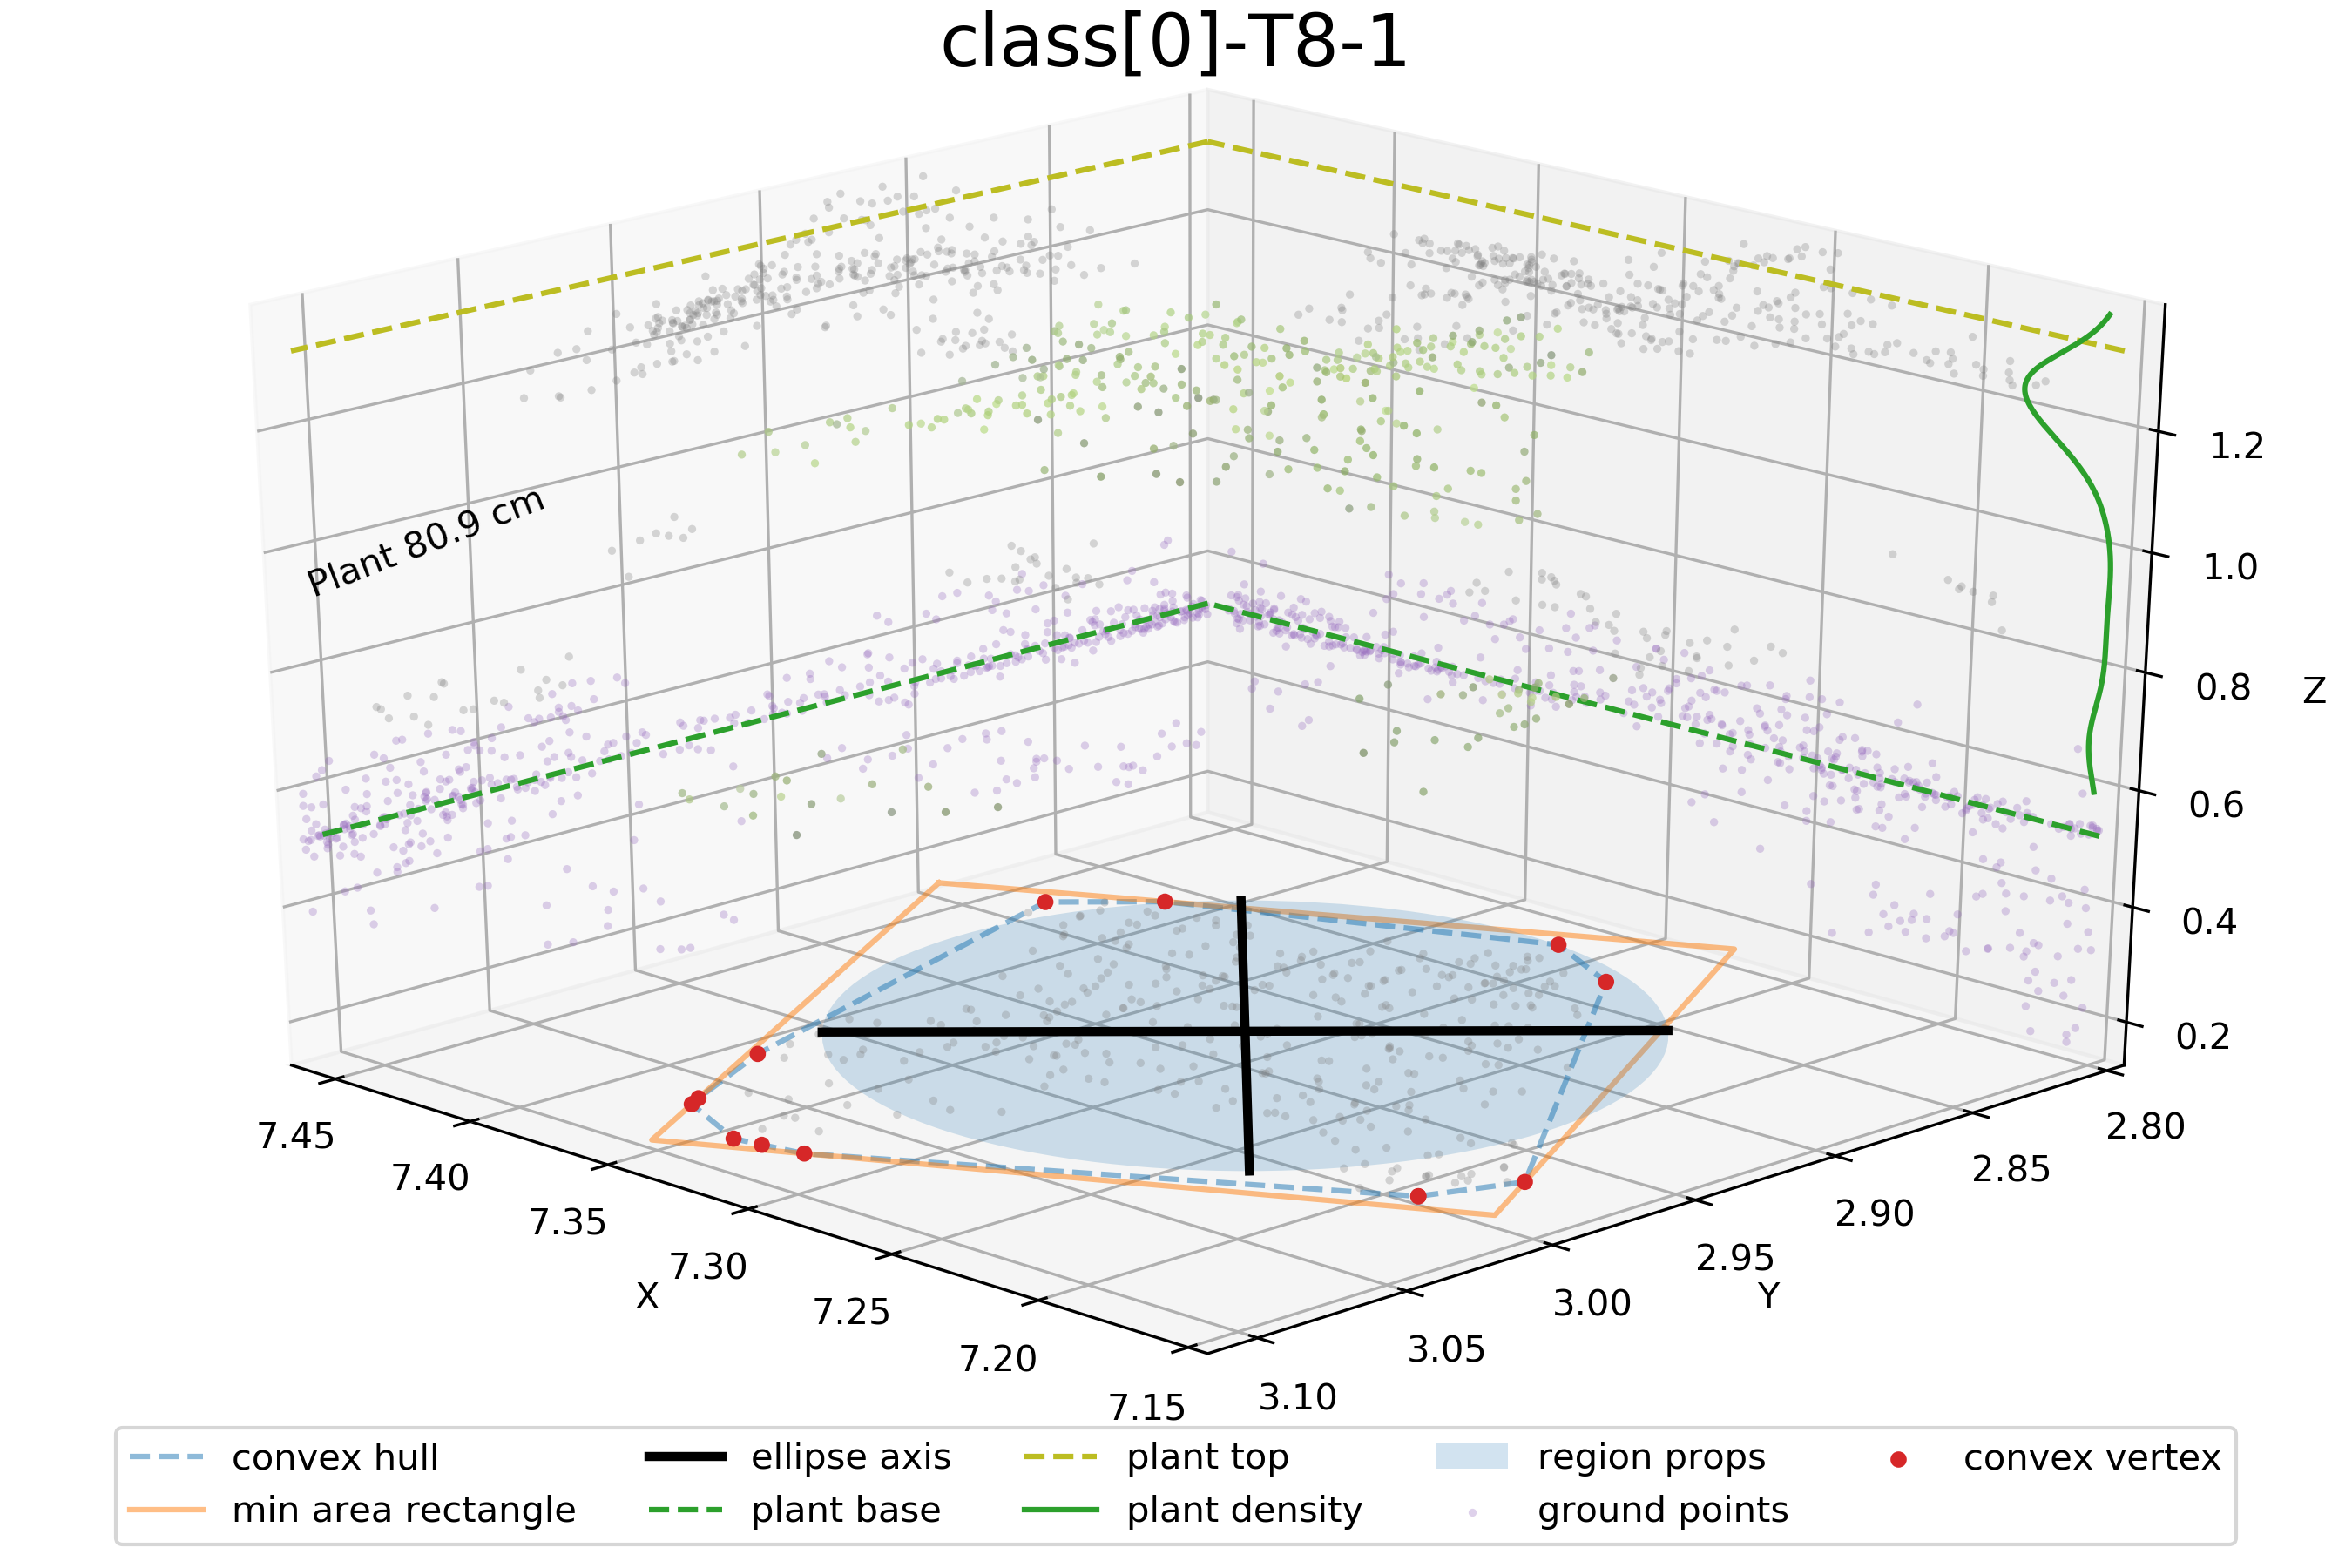 class[0]-T8-1
Plant 80.9 cm
1.2
1.0
0.8
0.6
0.4
0.2
Z
7.45
7.40
7.35
7.30
7.25
7.20
7.15
X
2.80
2.85
2.90
2.95
3.00
3.05
3.10
Y
convex hull
min area rectangle
ellipse axis
plant base
plant top
plant density
region props
ground points
convex vertex